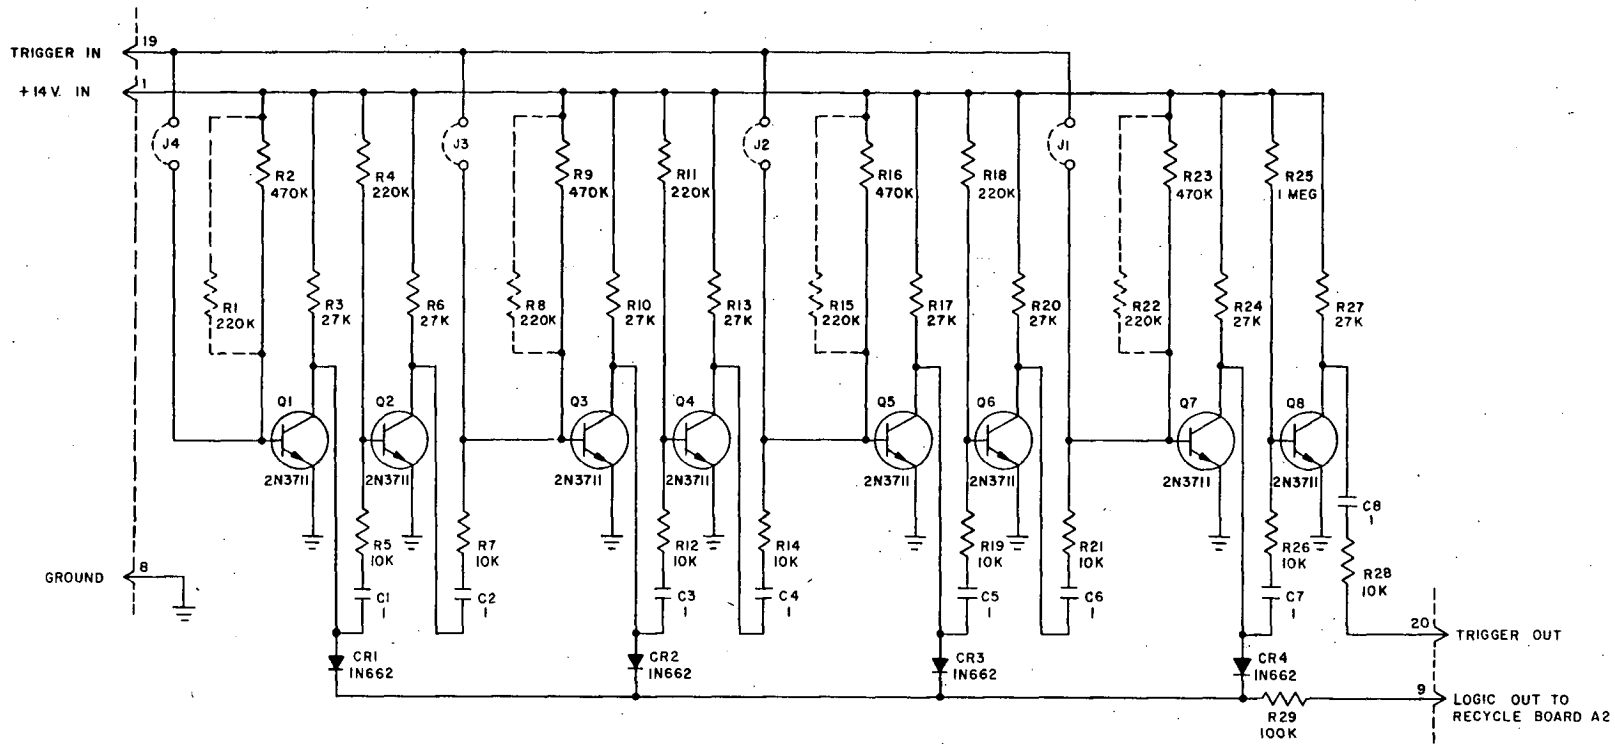 TRIGGER IN
19
+14V. IN
1
J4
J3
J2
J1
R2
470K
R4
220K
R9
470K
R11
220K
R16
470K
R18
220K
R23
470K
R25
1 MEG
R1
220K
R3
27K
R6
27K
R8
220K
R10
27K
R13
27K
R15
220K
R17
27K
R20
27K
R22
220K
R24
27K
R27
27K
Q1
Q2
Q3
Q4
Q5
Q6
Q7
Q8
2N3711
2N3711
2N3711
2N3711
2N3711
2N3711
2N3711
2N3711
C8
1
R5
10K
R7
10K
R12
10K
R14
10K
R19
10K
R21
10K
R26
10K
R28
10K
GROUND
8
C1
1
C2
1
C3
1
C4
1
C5
1
C6
1
C7
1
20
TRIGGER OUT
CR1
1N662
CR2
1N662
CR3
1N662
CR4
1N662
9
LOGIC OUT TO
RECYCLE BOARD A2
R29
100K